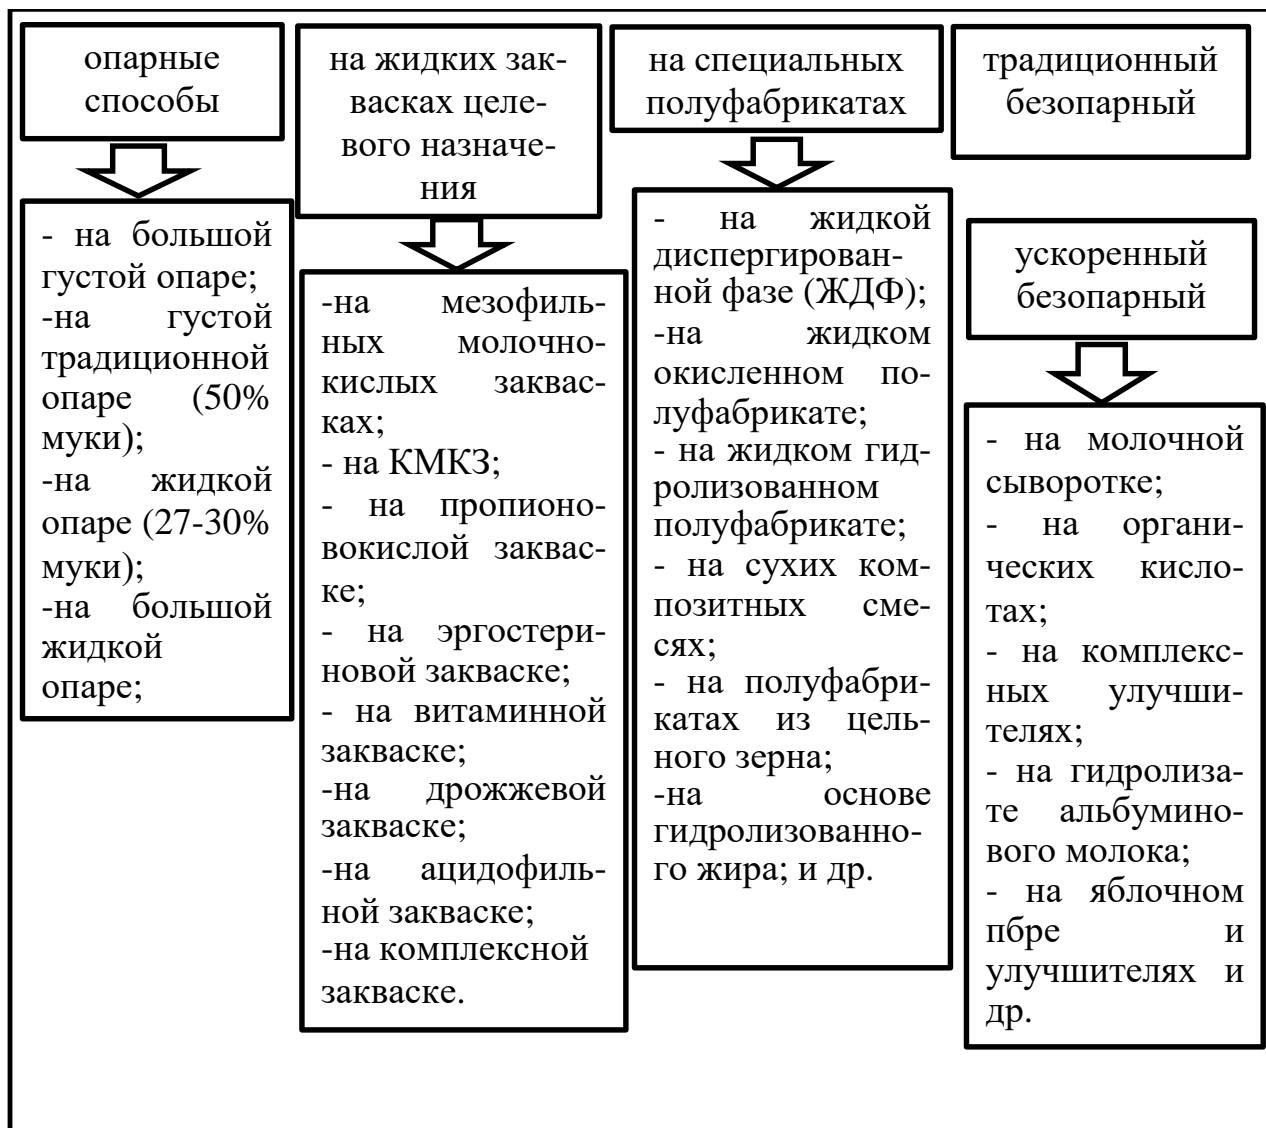 опарные
способы
- на большой
густой опаре;
-на густой
традиционной
опаре (50%
муки);
-на жидкой
опаре (27-30%
муки);
-на большой
жидкой
опаре;
на жидких зак-
васках целе-
вого назначе-
ния
-на мезофиль-
ных молочно-
кислых заквас-
ках;
- на КМКЗ;
- на пропионо-
вокислой заквас-
ке;
- на эргостери-
новой закваске;
- на витаминной
закваске;
-на дрожжевой
закваске;
-на ацидофиль-
ной закваске;
-на комплексной
закваске.
на специальных
полуфабрикатах
- на жидкой
диспергирован-
ной фазе (ЖДФ);
-на жидком
окисленном по-
луфабрикате;
- на жидком гид-
ролизованном
полуфабрикате;
- на сухих ком-
позитных сме-
сях;
- на полуфабри-
катах из цель-
ного зерна;
-на основе
гидролизованно-
го жира; и др.
традиционный
безопарный
ускоренный
безопарный
- на молочной
сыворотке;
- на органи-
ческих кисло-
тах;
- на комплекс-
ных улучши-
телях;
- на гидролиза-
те альбумино-
вого молока;
- на яблочном
пбре и
улучшителях и
др.